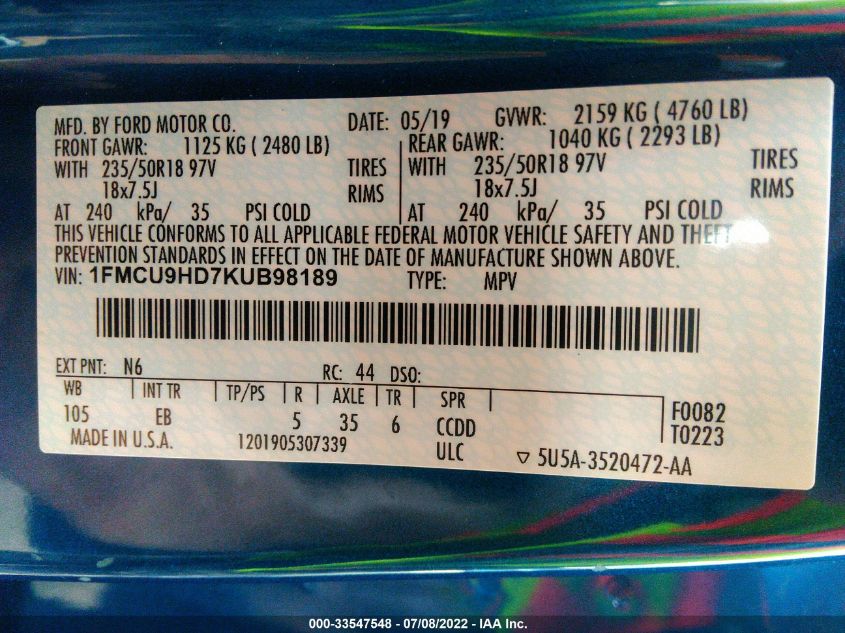 MFD. BY FORD MOTOR CO. DATE: 05/19 GVWR: 2159 KG ( 4760 LB)
FRONT GAWR: 1125 KG ( 2480 LB) REAR GAWR: 1040 KG ( 2293 LB)
WITH 235/50R18 97V TIRES WITH 235/50R18 97V TIRES
18x7.5J RIMS 18x7.5J RIMS
AT 240 kPa/ 35 PSI COLD AT 240 kPa/ 35 PSI COLD
THIS VEHICLE CONFORMS TO ALL APPLICABLE FEDERAL MOTOR VEHICLE SAFETY AND THEFT
PREVENTION STANDARDS IN EFFECT ON THE DATE OF MANUFACTURE SHOWN ABOVE.
VIN: 1FMCU9HD7KUB98189 TYPE: MPV
EXT PNT: N6 RC: 44 DSO:
WB INT TR TP/PS R AXLE TR SPR F0082
105 EB 5 35 6 CCDD T0223
MADE IN U.S.A. 1201905307339 ULC 5U5A-3520472-AA
000-33547548 - 07/08/2022 - IAA Inc.